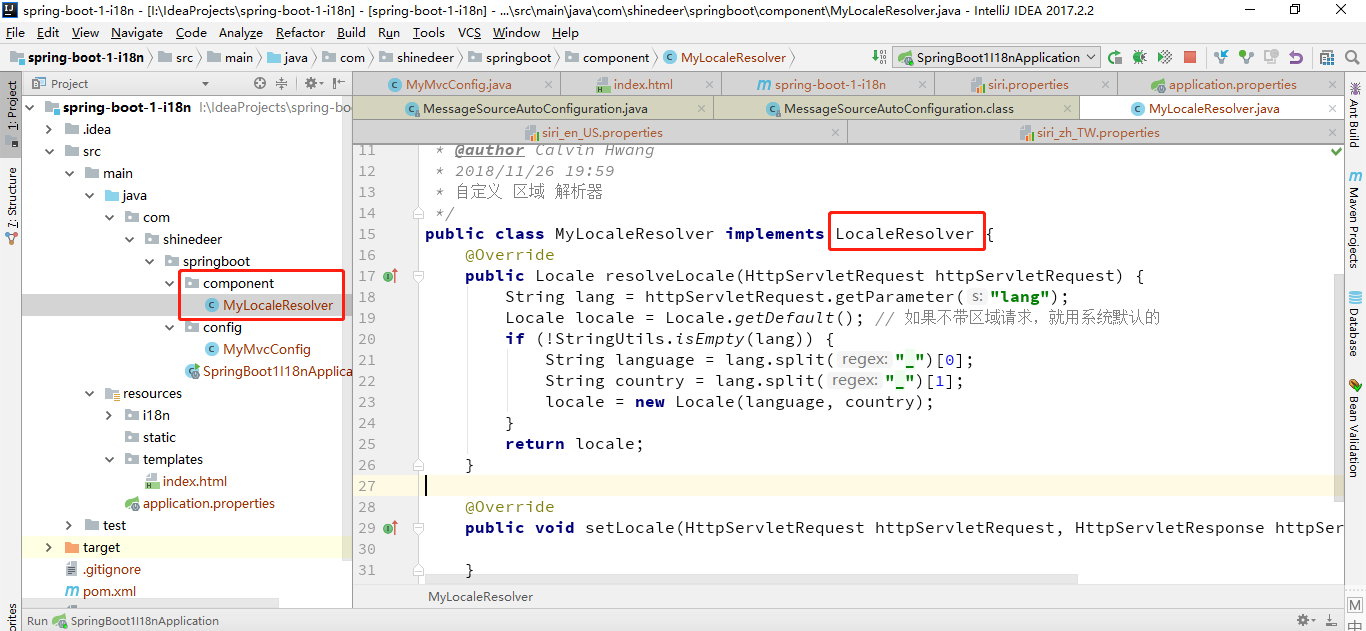 spring-boot-1-i18n - [I:\IdeaProjects\spring-boot-1-i18n] - [spring-boot-1-i18n] - ...\src\main\java\com\shinedeer\springboot\component\MyLocaleResolver.java - IntelliJ IDEA 2017.2.2
File Edit View Navigate Code Analyze Refactor Build Run Tools VCS Window Help
spring-boot-1-i18n src main java com shinedeer springboot component MyLocaleResolver SpringBoot1I18nApplication
Project
MyMvcConfig.java index.html spring-boot-1-i18n siri.properties application.properties
MessageSourceAutoConfiguration.java MessageSourceAutoConfiguration.class MyLocaleResolver.java
siri_en_US.properties siri_zh_TW.properties
1: Project
7: Structure
spring-boot-1-i18n I:\IdeaProjects\spring-bo
.idea
src
main
java
com
shinedeer
springboot
component
MyLocaleResolver
config
MyMvcConfig
SpringBoot1I18nApplica
resources
i18n
static
templates
index.html
application.properties
test
target
.gitignore
pom.xml
11 * @author Calvin Hwang
12 * 2018/11/26 19:59
13 * 自定义 区域 解析器
14 */
15 public class MyLocaleResolver implements LocaleResolver {
16 @Override
17 public Locale resolveLocale(HttpServletRequest httpServletRequest) {
18 String lang = httpServletRequest.getParameter( s: "lang");
19 Locale locale = Locale.getDefault(); // 如果不带区域请求，就用系统默认的
20 if (!StringUtils.isEmpty(lang)) {
21 String language = lang.split( regex: "_")[0];
22 String country = lang.split( regex: "_")[1];
23 locale = new Locale(language, country);
24 }
25 return locale;
26 }
27
28 @Override
29 public void setLocale(HttpServletRequest httpServletRequest, HttpServletResponse httpSer
30
31 }
MyLocaleResolver
Ant Build
Maven Projects
Database
Bean Validation
Run SpringBoot1I18nApplication
M
中